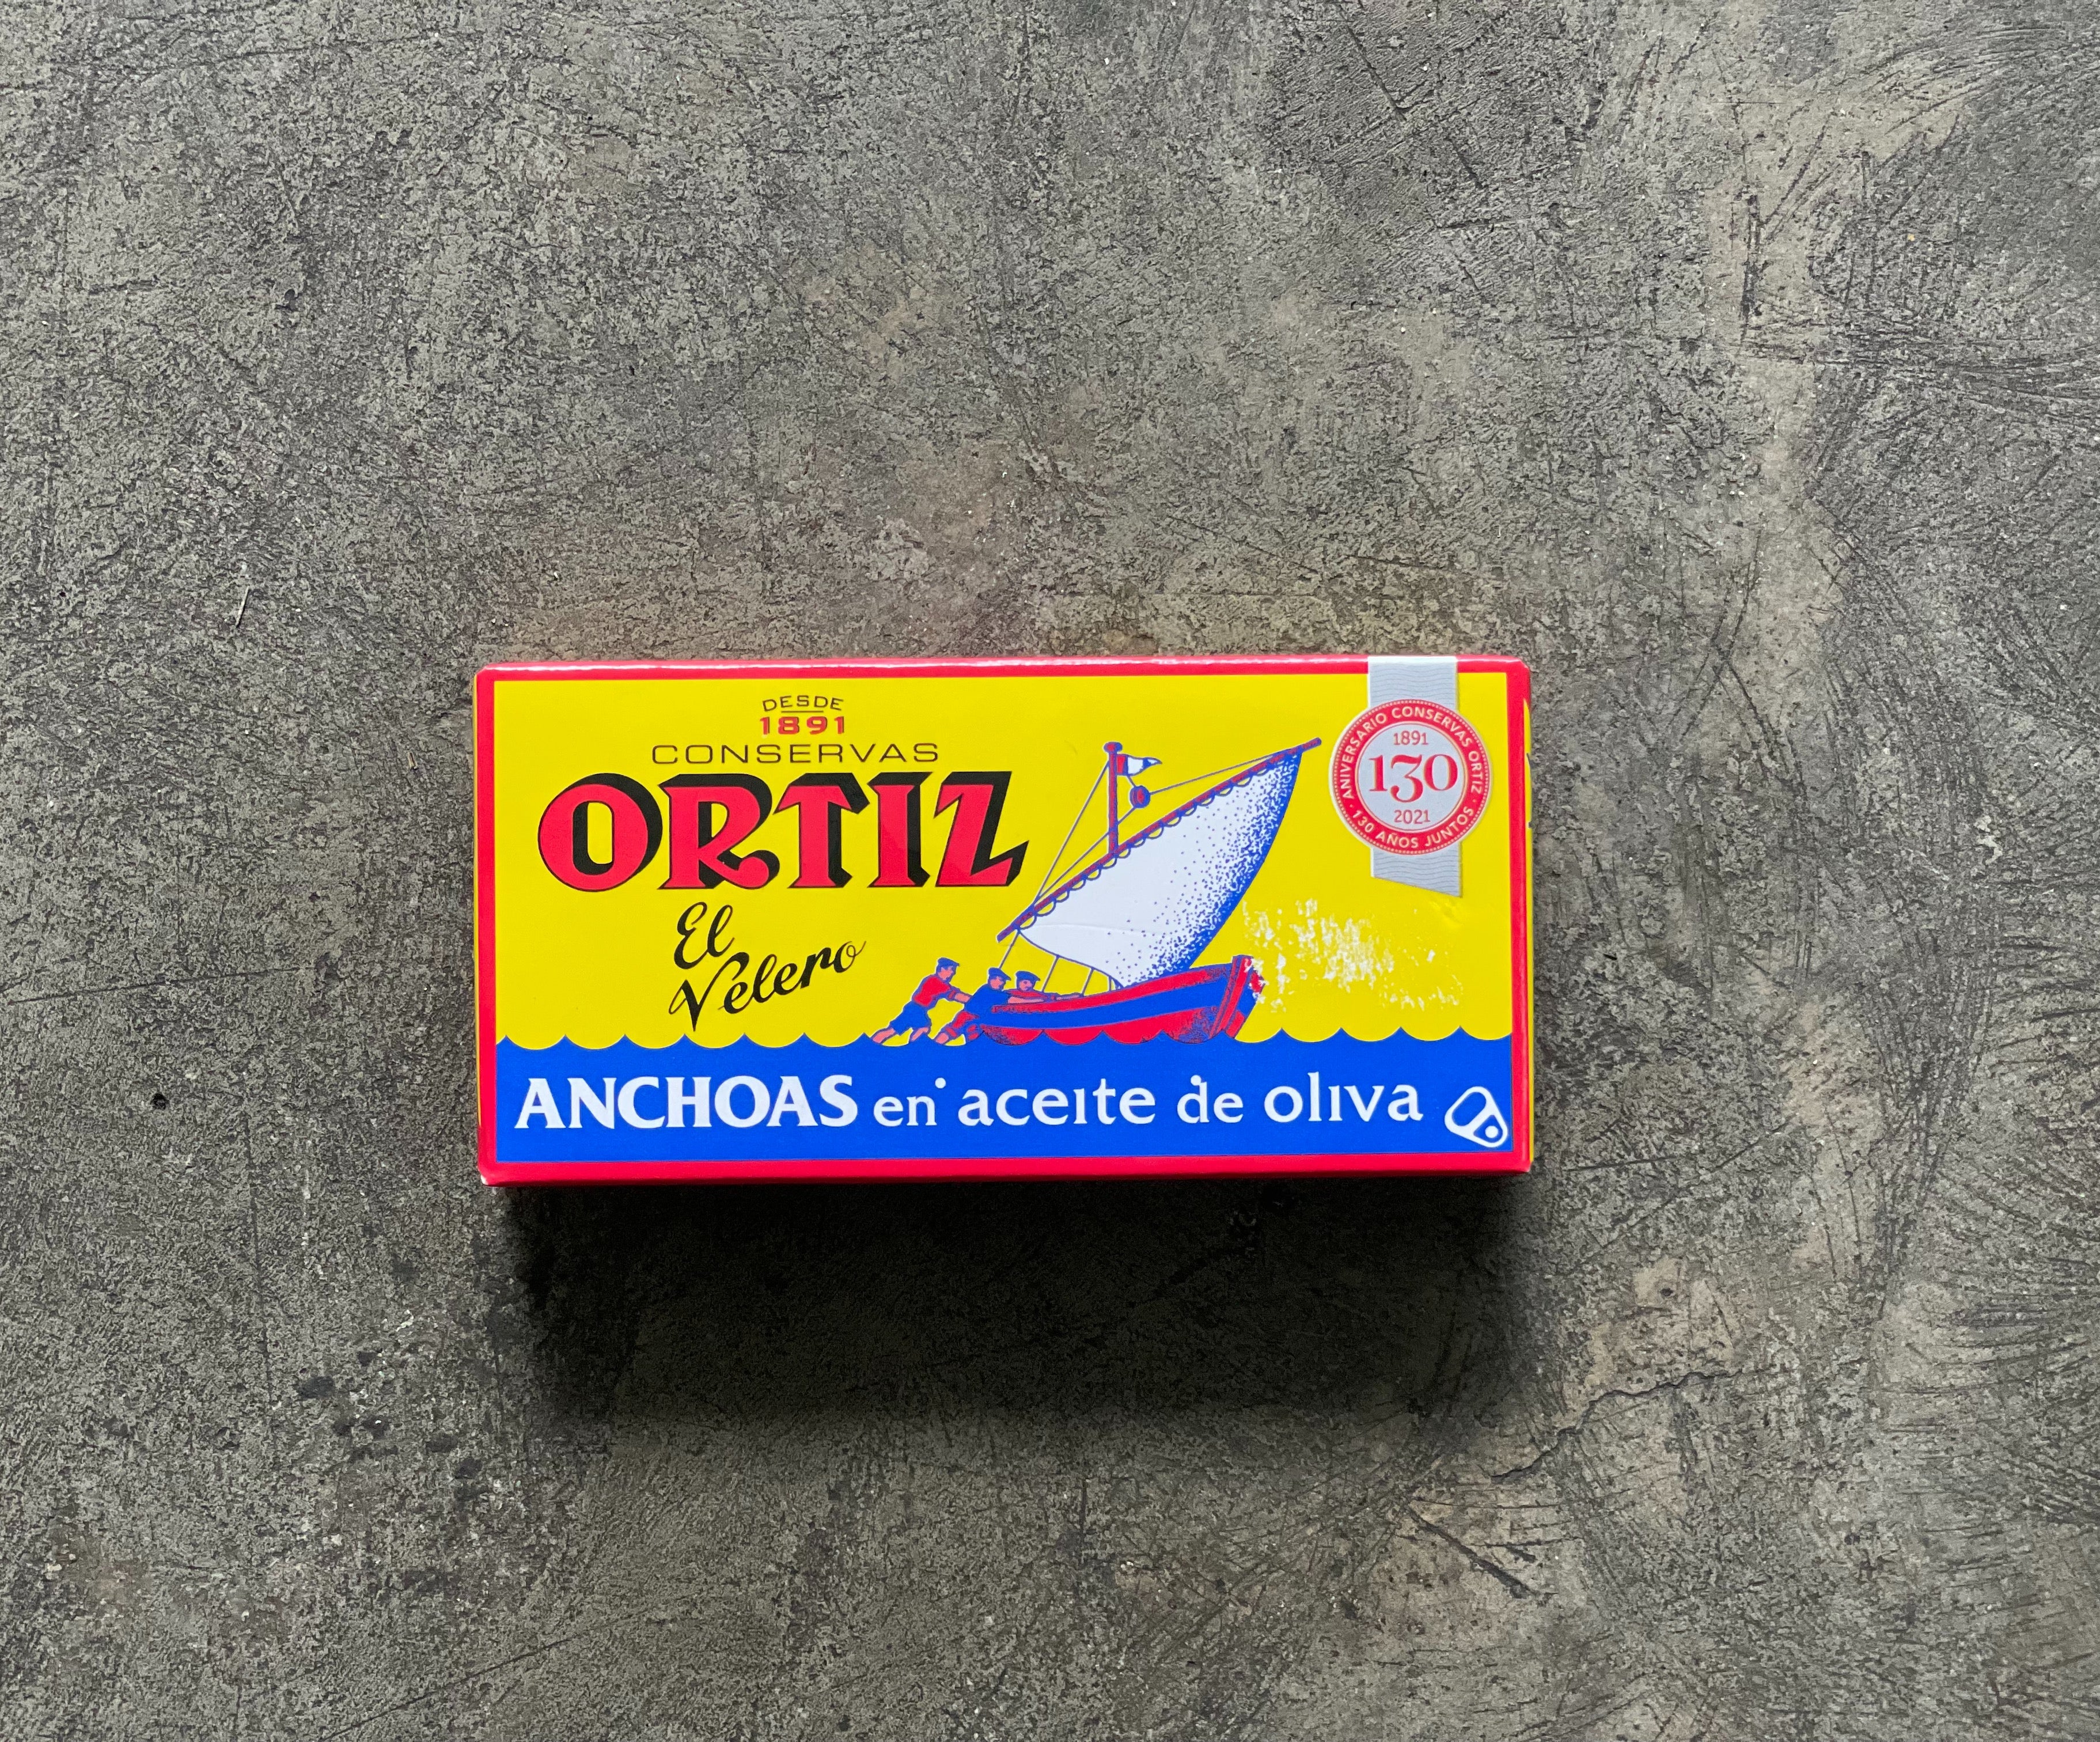 DESDE
1891
CONSERVAS
ORTIZ
El
Velero
ANIVERSARIO CONSERVAS ORTIZ
1891
130
2021
· 130 AÑOS JUNTOS ·
ANCHOAS en aceite de oliva